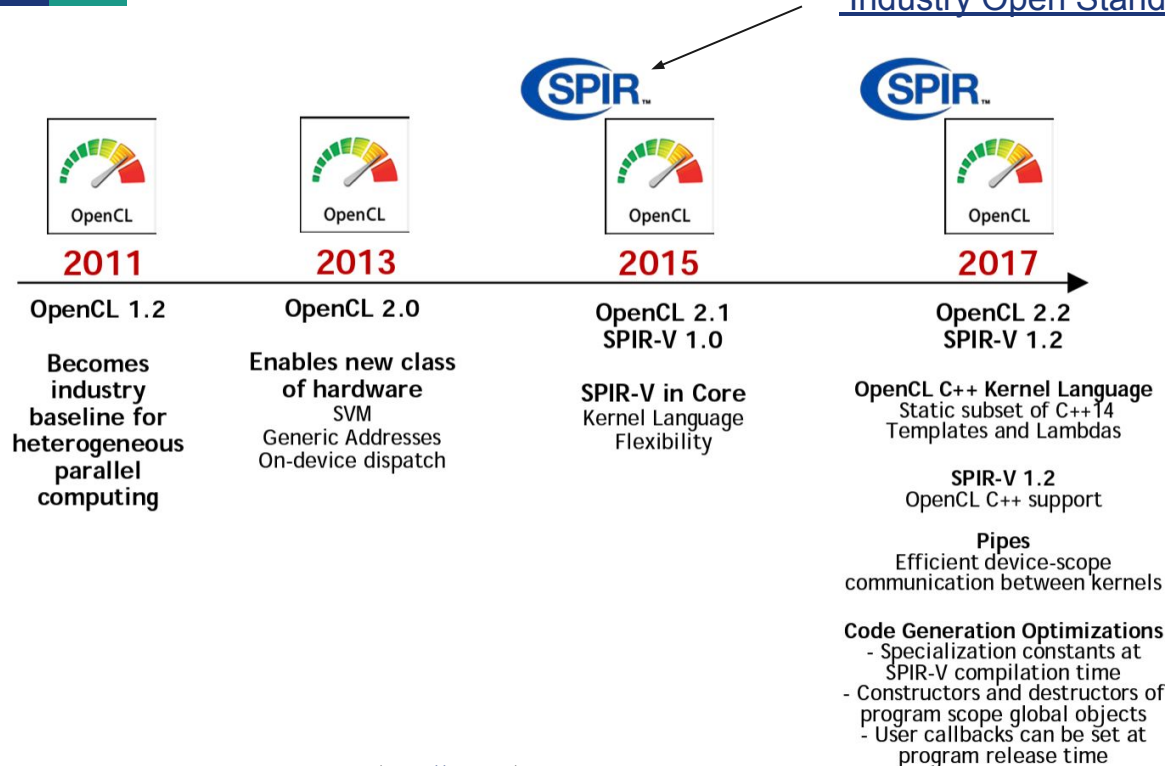 Industry Open Stand
SPIR™
SPIR™
OpenCL
OpenCL
OpenCL
OpenCL
2011
2013
2015
2017
OpenCL 1.2
Becomes
industry
baseline for
heterogeneous
parallel
computing
OpenCL 2.0
Enables new class
of hardware
SVM
Generic Addresses
On-device dispatch
OpenCL 2.1
SPIR-V 1.0
SPIR-V in Core
Kernel Language
Flexibility
OpenCL 2.2
SPIR-V 1.2
OpenCL C++ Kernel Language
Static subset of C++14
Templates and Lambdas
SPIR-V 1.2
OpenCL C++ support
Pipes
Efficient device-scope
communication between kernels
Code Generation Optimizations
- Specialization constants at
SPIR-V compilation time
- Constructors and destructors of
program scope global objects
- User callbacks can be set at
program release time